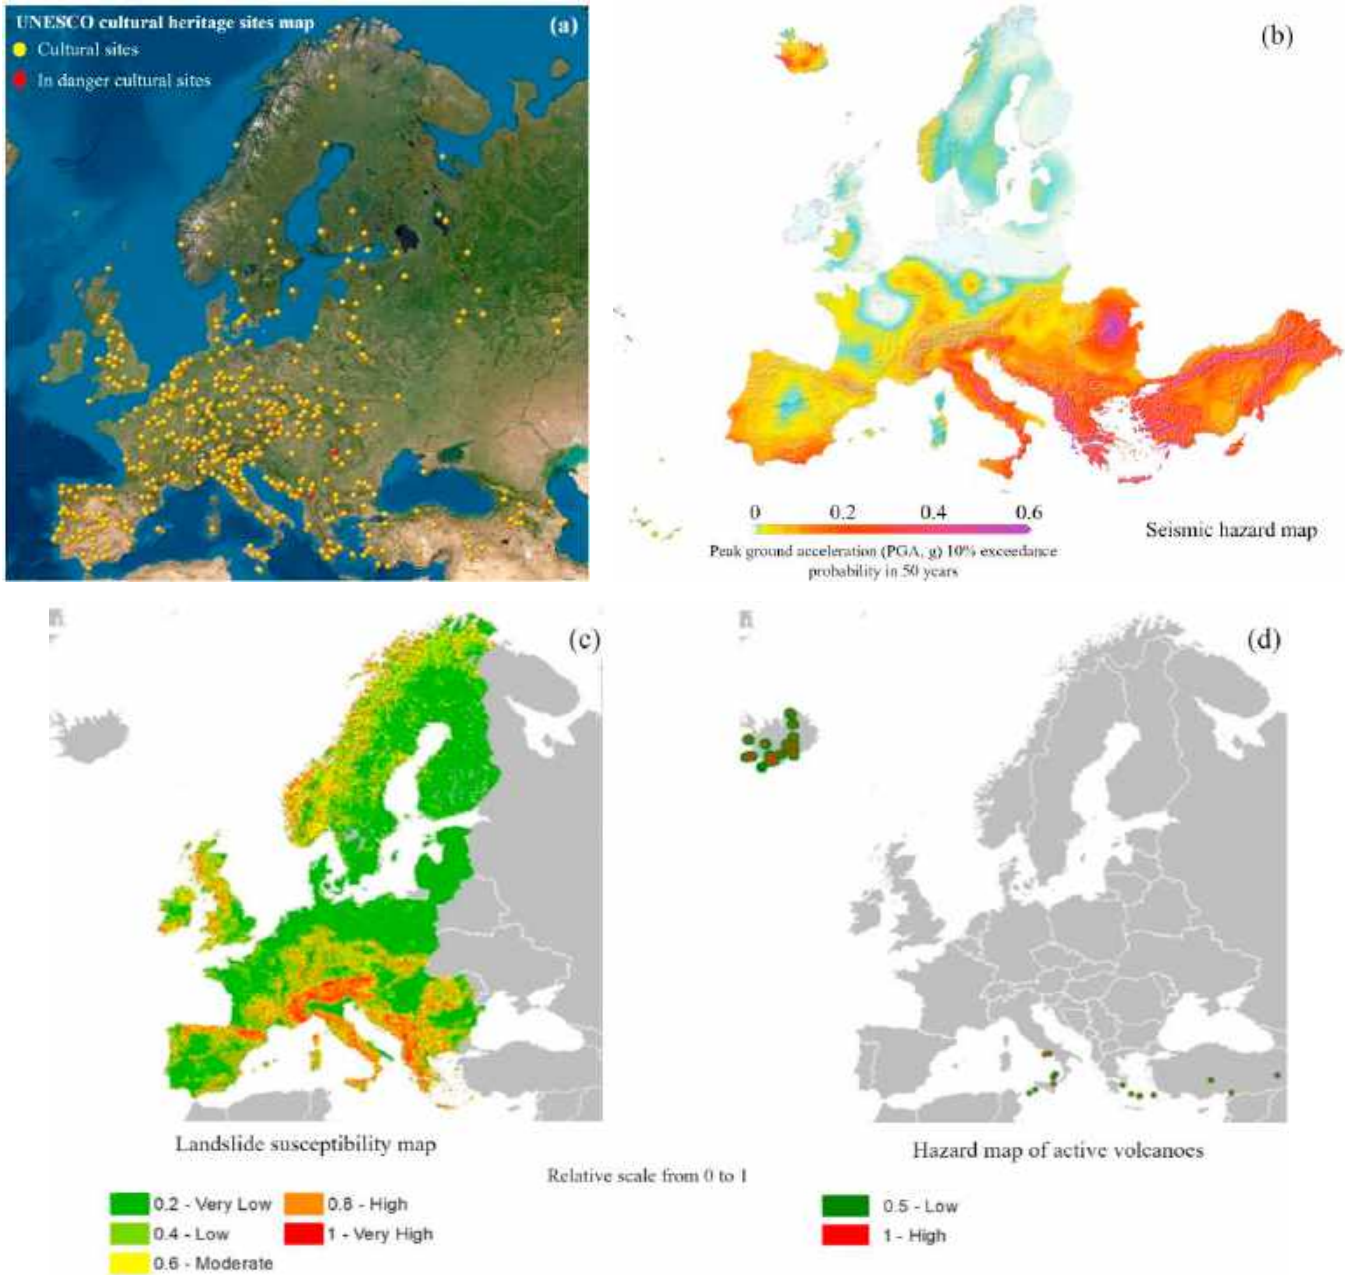 UNESCO cultural heritage sites map
(a)
Cultural sites
In danger cultural sites
(b)
0 0.2 0.4 0.6
Peak ground acceleration (PGA, g) 10% exceedance
probability in 50 years
Seismic hazard map
(c)
Landslide susceptibility map
(d)
Hazard map of active volcanoes
Relative scale from 0 to 1
0.2 - Very Low
0.8 - High
0.4 - Low
1 - Very High
0.6 - Moderate
0.5 - Low
1 - High